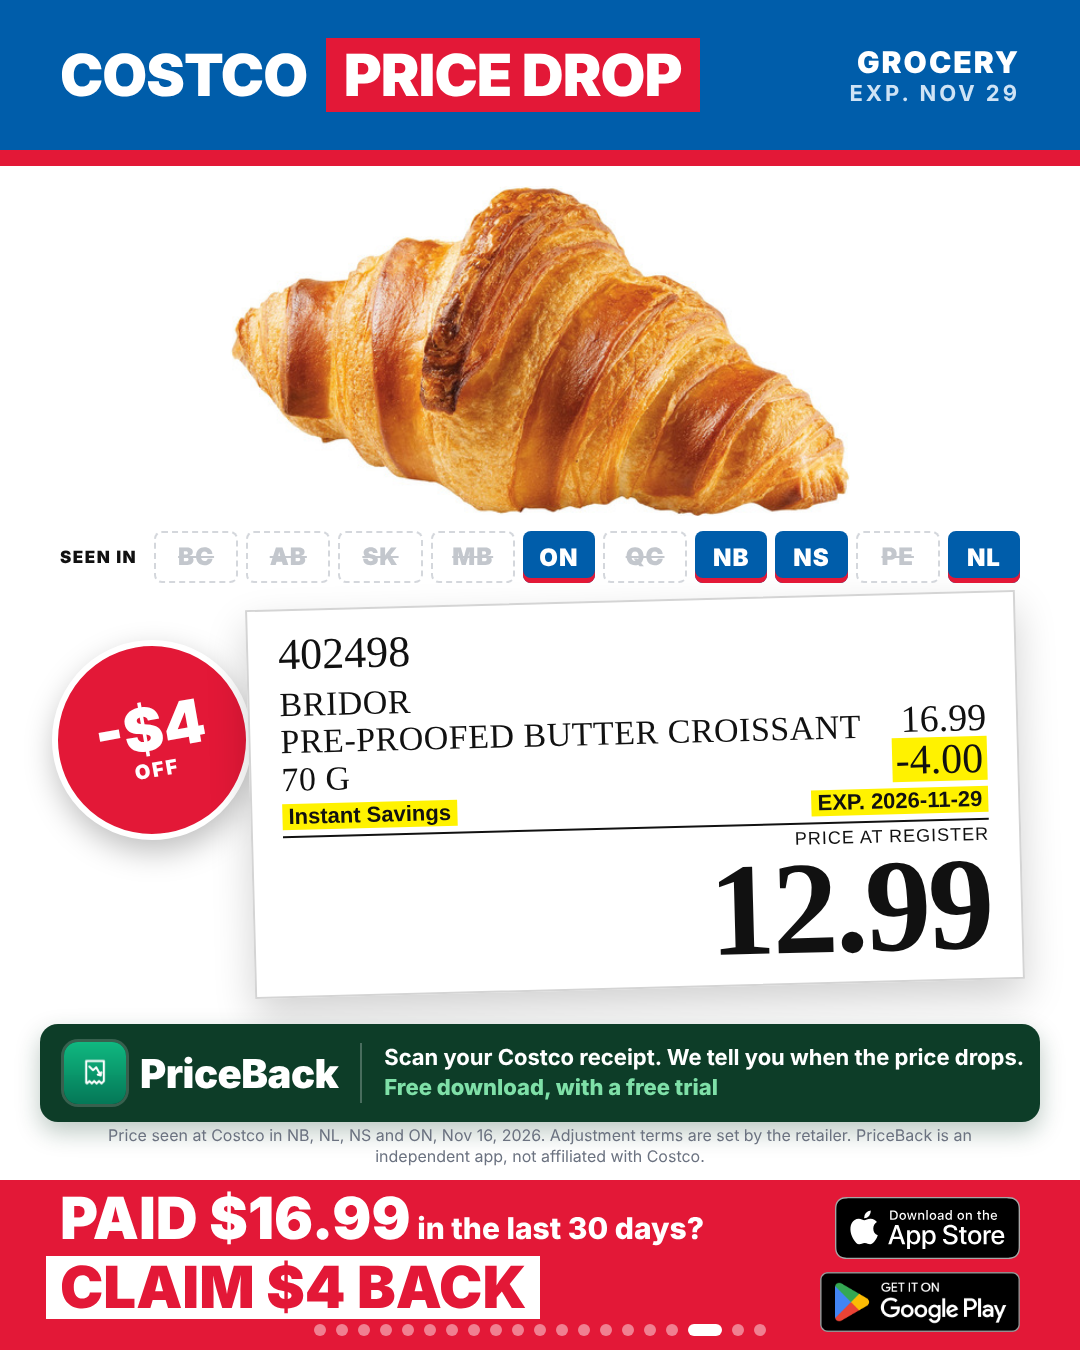 COSTCO PRICE DROP
GROCERY
EXP. NOV 29
SEEN IN BC AB SK MB ON QC NB NS PE NL
-$4
OFF
402498
BRIDOR
PRE-PROOFED BUTTER CROISSANT 16.99
70 G -4.00
Instant Savings EXP. 2026-11-29
PRICE AT REGISTER
12.99
PriceBack
Scan your Costco receipt. We tell you when the price drops.
Free download, with a free trial
Price seen at Costco in NB, NL, NS and ON, Nov 16, 2026. Adjustment terms are set by the retailer. PriceBack is an
independent app, not affiliated with Costco.
PAID $16.99 in the last 30 days?
CLAIM $4 BACK
Download on the
App Store
GET IT ON
Google Play